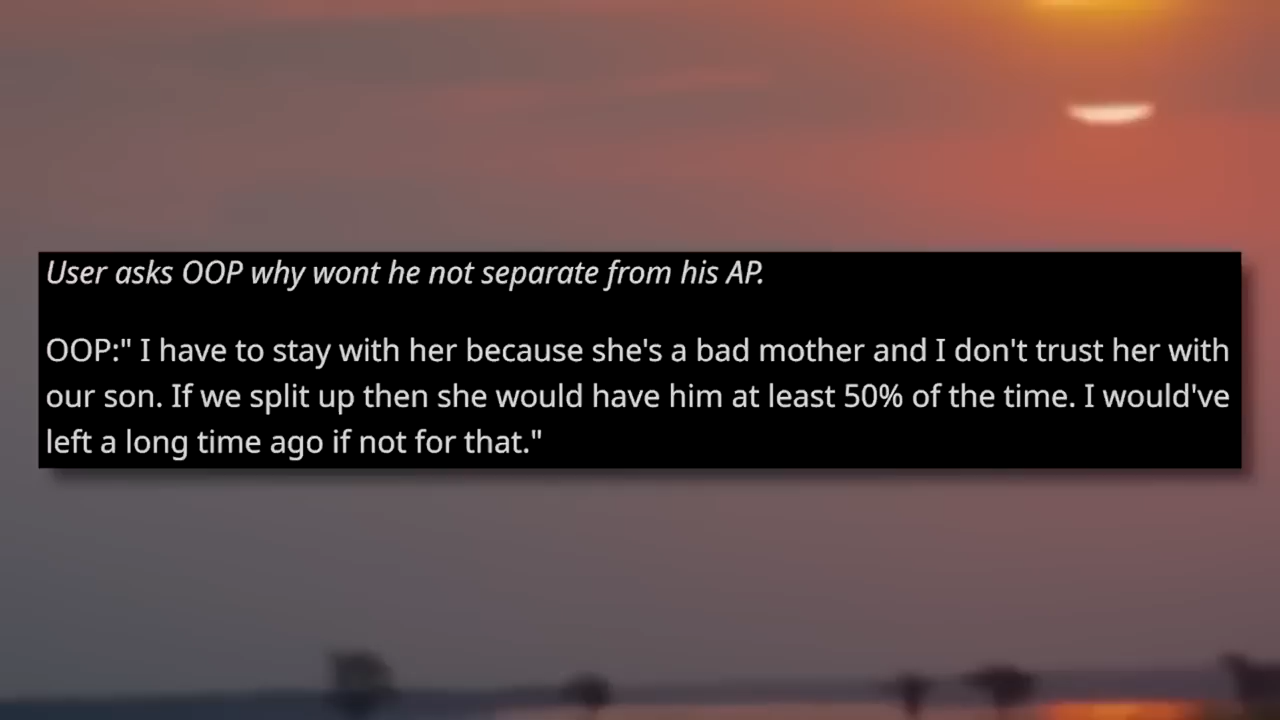 User asks OOP why wont he not separate from his AP.
OOP:" I have to stay with her because she's a bad mother and I don't trust her with
our son. If we split up then she would have him at least 50% of the time. I would've
left a long time ago if not for that."